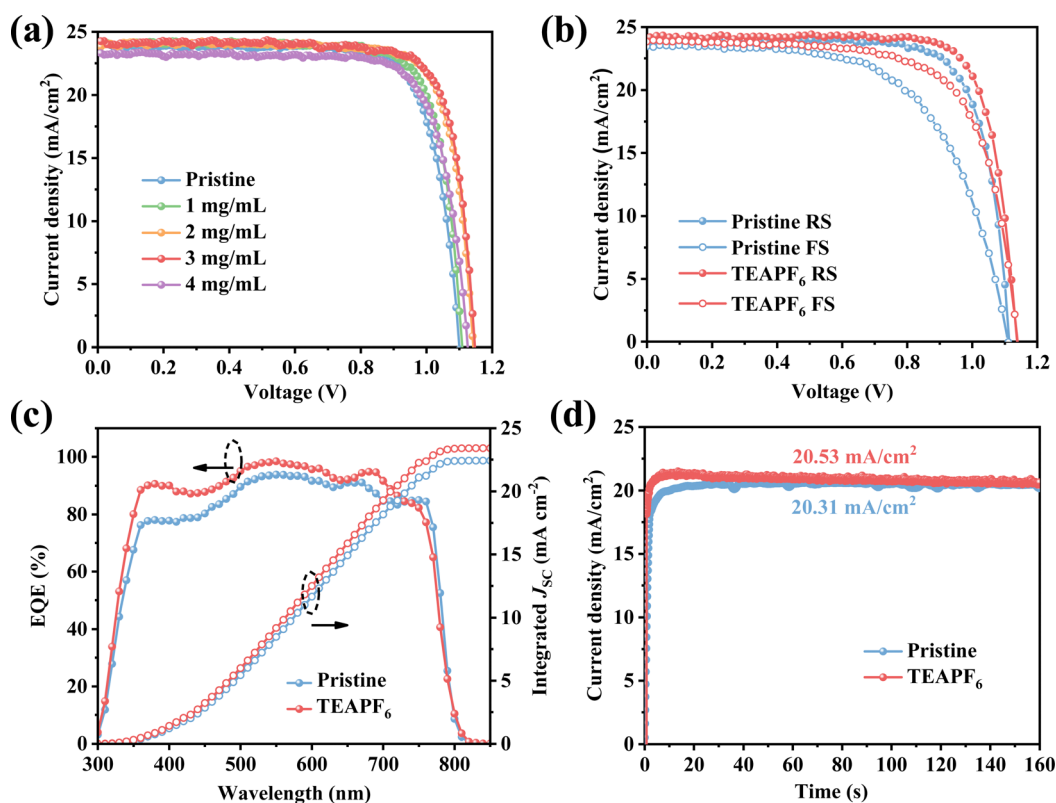 (a)
25
20
15
10
5
0
Current density (mA/cm²)
Pristine
1 mg/mL
2 mg/mL
3 mg/mL
4 mg/mL
0.0 0.2 0.4 0.6 0.8 1.0 1.2
Voltage (V)
(b)
25
20
15
10
5
0
Current density (mA/cm²)
Pristine RS
Pristine FS
TEAPF₆ RS
TEAPF₆ FS
0.0 0.2 0.4 0.6 0.8 1.0 1.2
Voltage (V)
(c)
100
80
60
40
20
0
EQE (%)
25
20
15
10
5
0
Integrated JSC (mA cm⁻²)
Pristine
TEAPF₆
300 400 500 600 700 800
Wavelength (nm)
(d)
25
20
15
10
5
0
Current density (mA/cm²)
20.53 mA/cm²
20.31 mA/cm²
Pristine
TEAPF₆
0 20 40 60 80 100 120 140 160
Time (s)